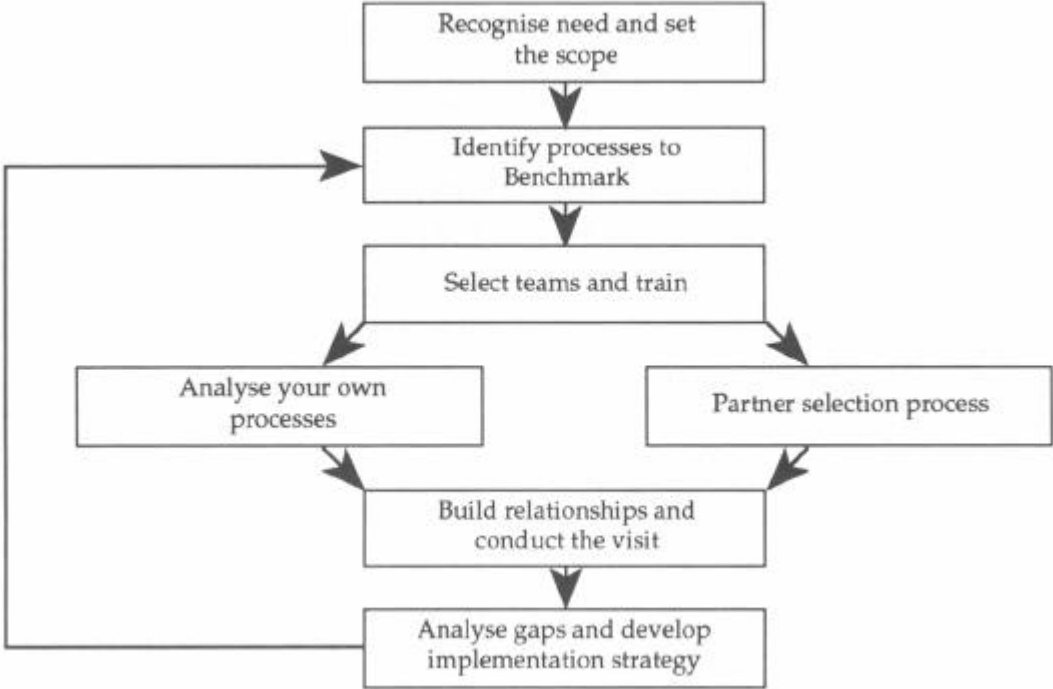 Recognise need and set
the scope
Identify processes to
Benchmark
Select teams and train
Analyse your own
processes
Partner selection process
Build relationships and
conduct the visit
Analyse gaps and develop
implementation strategy